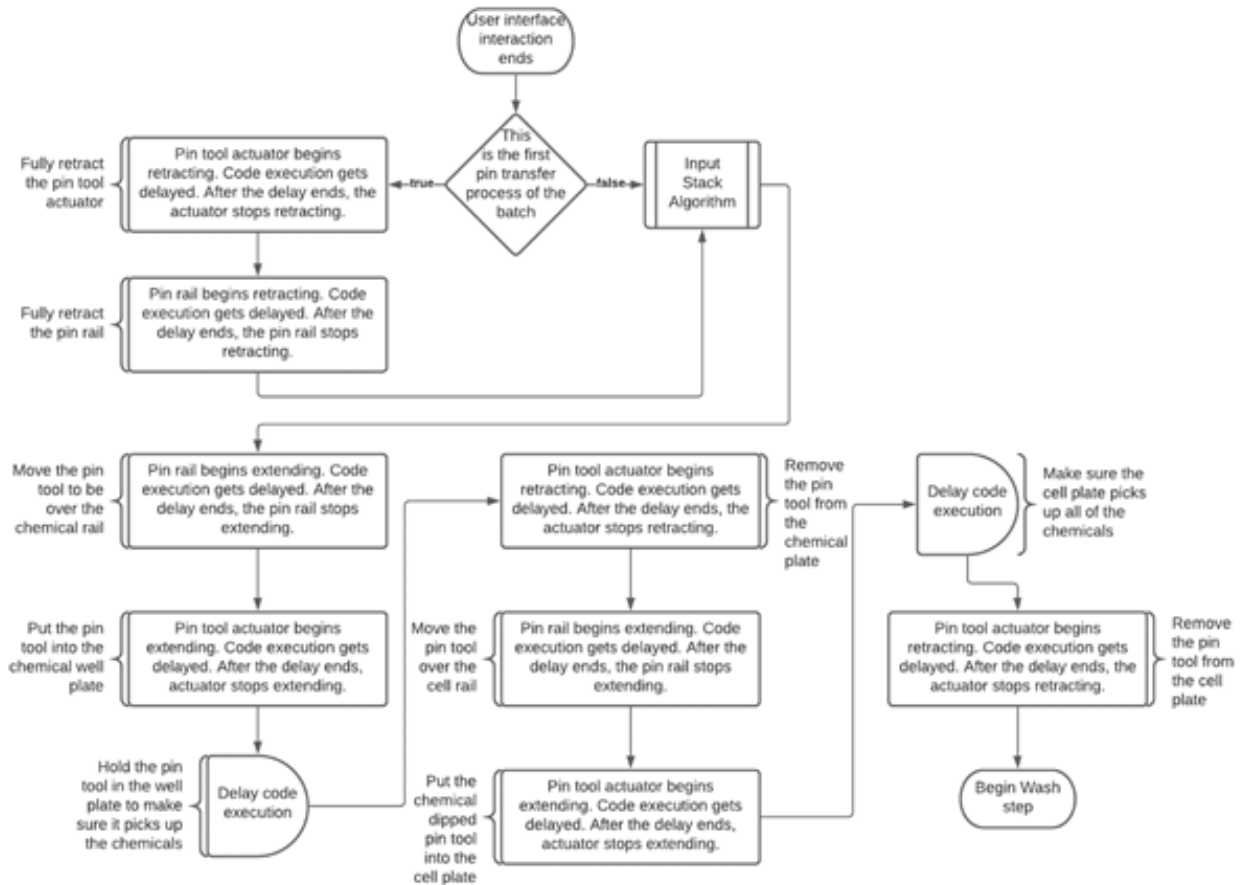 User interface
interaction
ends
This
is the first
pin transfer
process of the
batch
true
false
Input
Stack
Algorithm
Fully retract
the pin tool
actuator
Pin tool actuator begins
retracting. Code execution gets
delayed. After the delay ends, the
actuator stops retracting.
Fully retract
the pin rail
Pin rail begins retracting. Code
execution gets delayed. After the
delay ends, the pin rail stops
retracting.
Move the pin
tool to be
over the
chemical rail
Pin rail begins extending. Code
execution gets delayed. After the
delay ends, the pin rail stops
extending.
Put the pin
tool into the
chemical well
plate
Pin tool actuator begins
extending. Code execution gets
delayed. After the delay ends,
actuator stops extending.
Hold the pin
tool in the well
plate to make
sure it picks up
the chemicals
Delay code
execution
Pin tool actuator begins
retracting. Code execution gets
delayed. After the delay ends, the
actuator stops retracting.
Remove
the pin
tool from
the
chemical
plate
Move the
pin tool
over the
cell rail
Pin rail begins extending. Code
execution gets delayed. After the
delay ends, the pin rail stops
extending.
Put the
chemical
dipped
pin tool
into the
cell plate
Pin tool actuator begins
extending. Code execution gets
delayed. After the delay ends,
actuator stops extending.
Delay code
execution
Make sure the
cell plate picks
up all of the
chemicals
Pin tool actuator begins
retracting. Code execution gets
delayed. After the delay ends, the
actuator stops retracting.
Remove
the pin
tool from
the cell
plate
Begin Wash
step